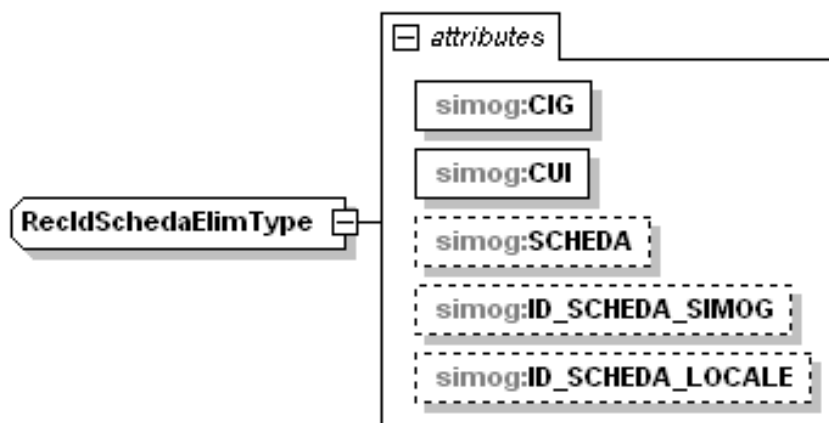 attributes
simog:CIG
simog:CUI
RecIdSchedaElimType
simog:SCHEDA
simog:ID_SCHEDA_SIMOG
simog:ID_SCHEDA_LOCALE